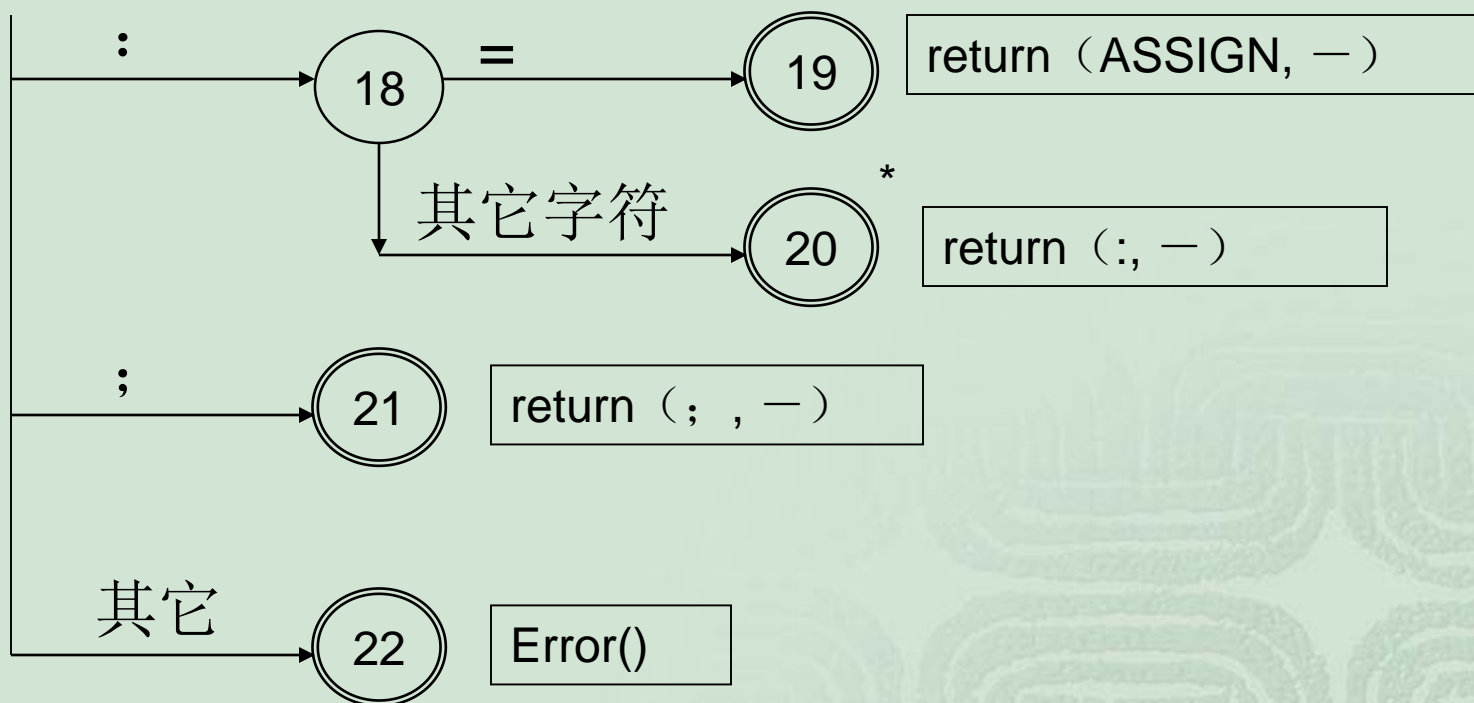 :
18
=
19
return（ASSIGN, －）
其它字符
20
*
return（:, －）
;
21
return（；, －）
其它
22
Error()